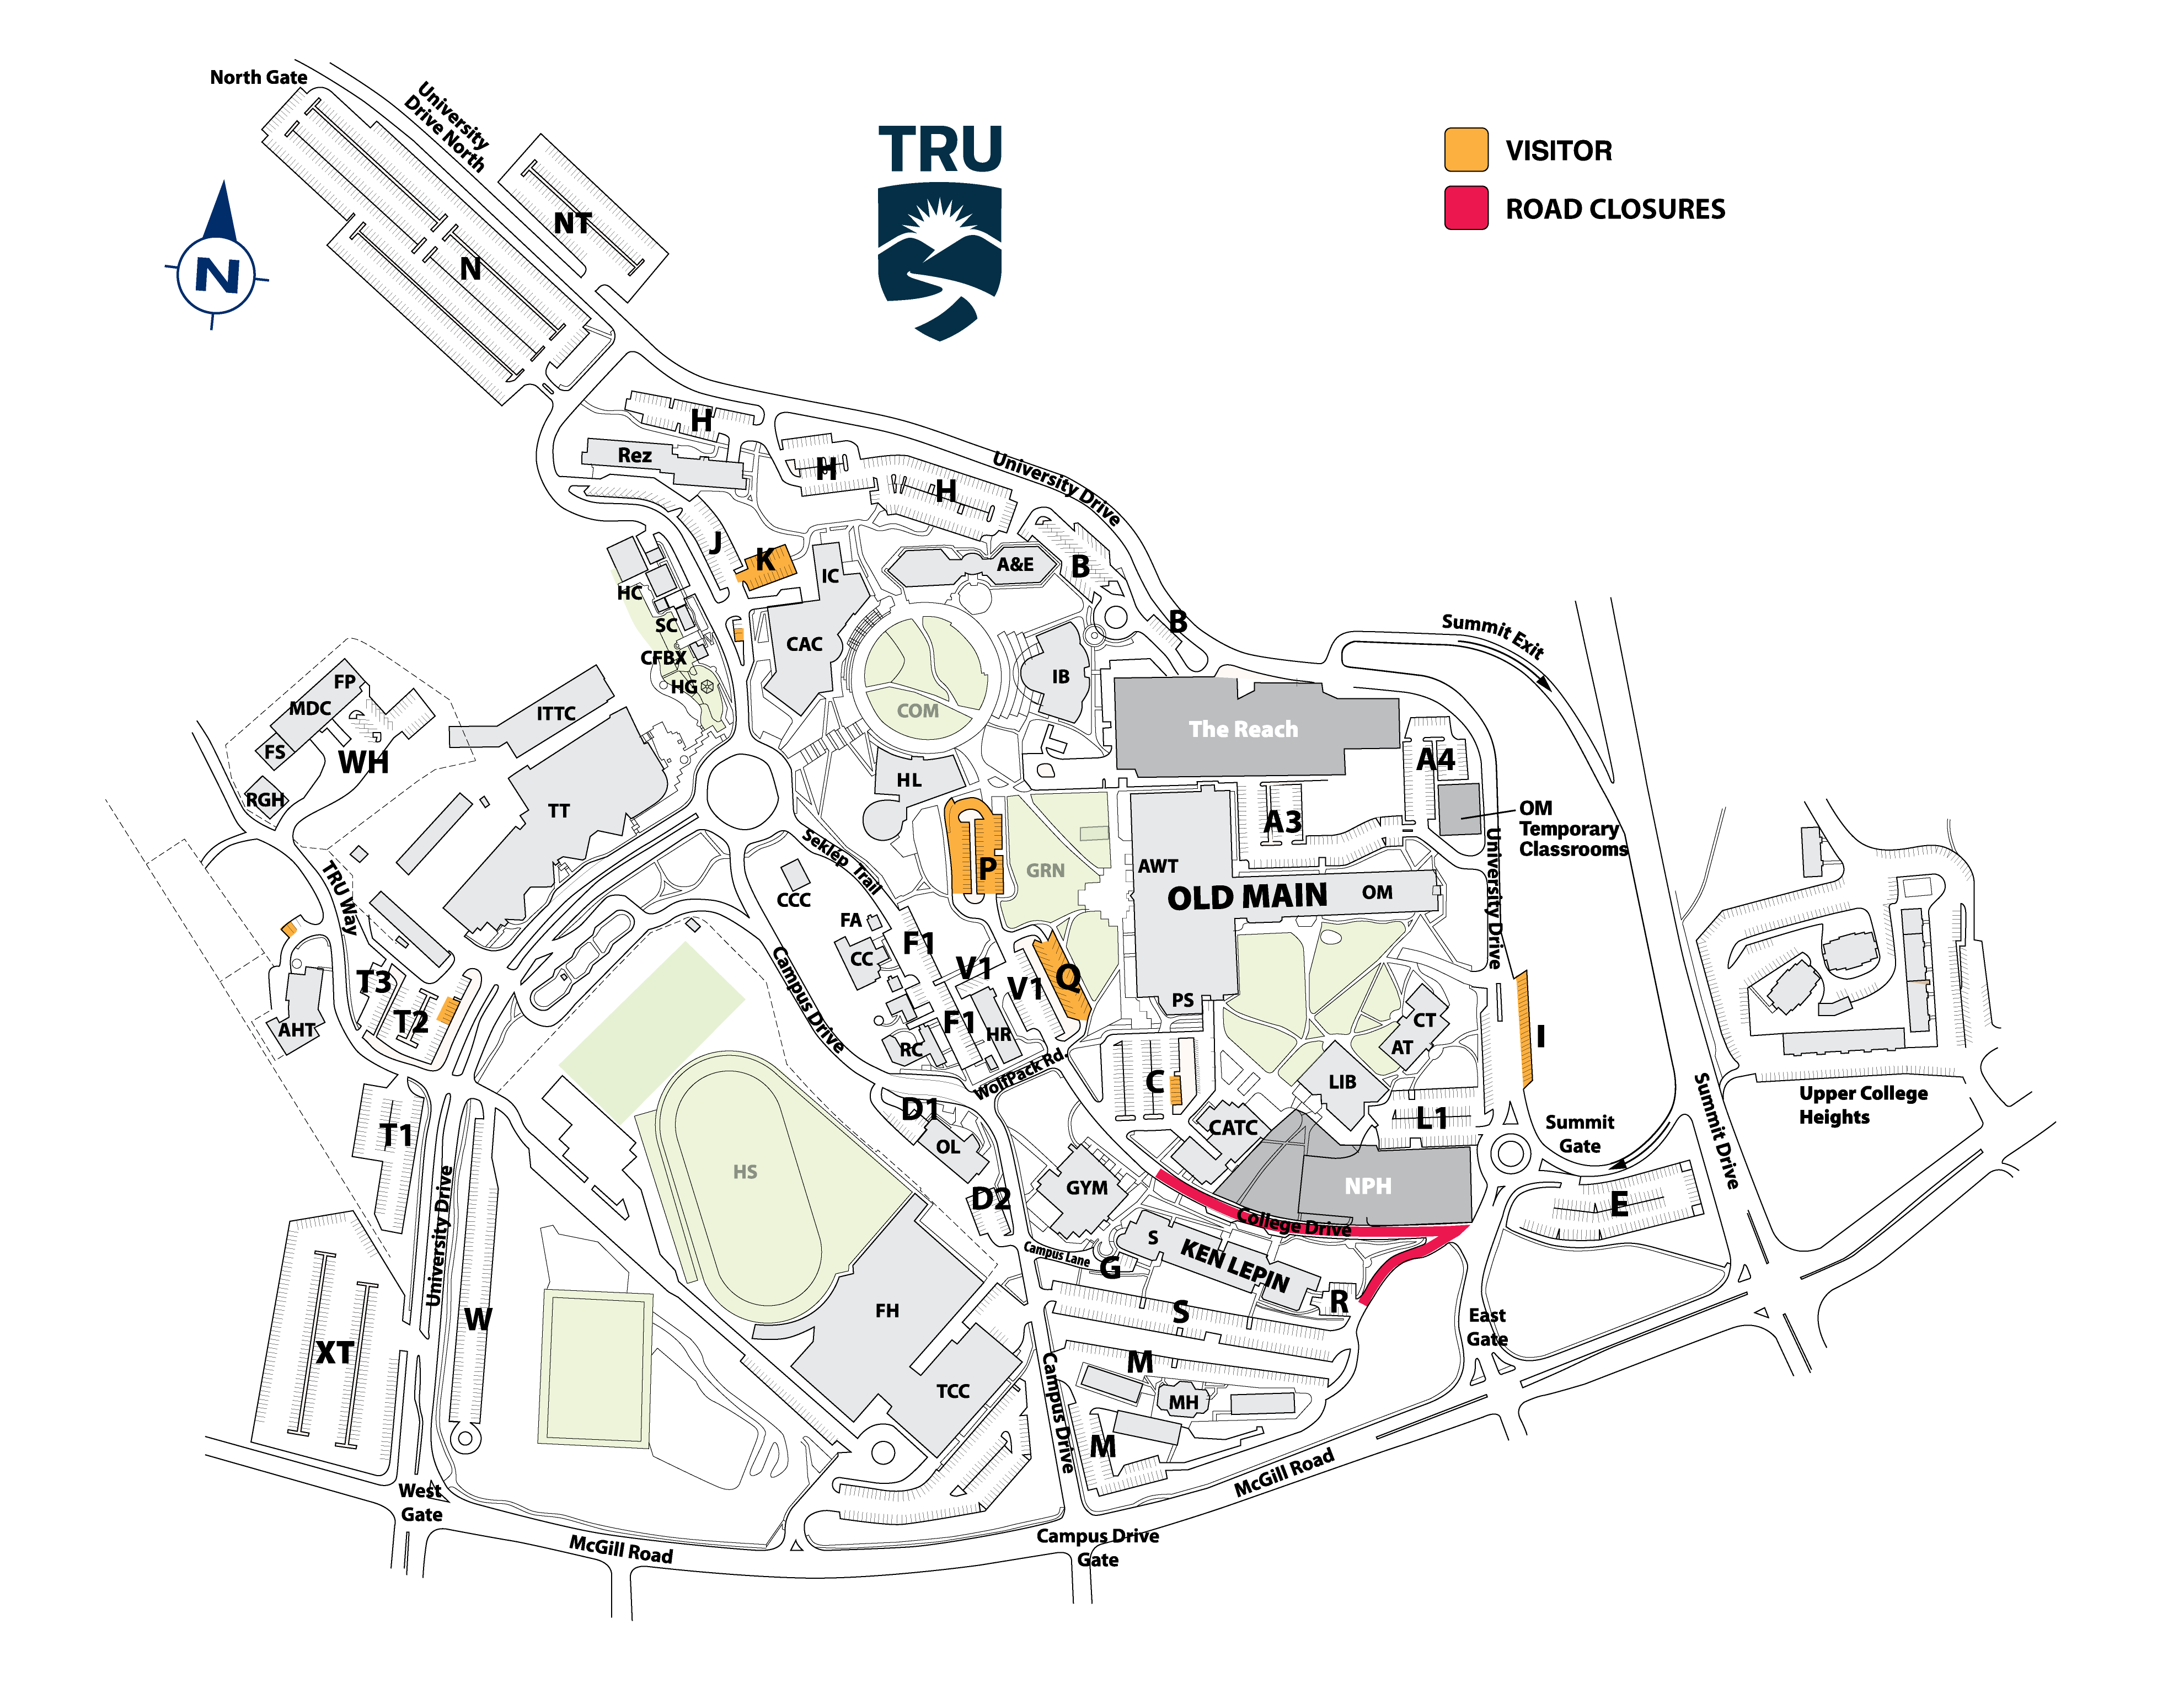 North Gate
University
Drive North
TRU
VISITOR
ROAD CLOSURES
NT
N
N
H
Rez
H
H
University Drive
J
K
IC
A&E
B
HC
B
SC
CAC
Summit Exit
CFBX
HG
IB
FP
MDC
ITTC
COM
FS
WH
The Reach
A4
RGH
TT
HL
OM
Temporary
Classrooms
A3
Seklep Trail
University Drive
P
GRN
AWT
OLD MAIN
OM
TRU Way
CCC
FA
F1
CC
V1
V1
Q
Campus Drive
T3
T2
PS
AHT
F1
HR
RC
CT
AT
I
WolfPack Rd.
C
LIB
Summit Drive
Upper College
Heights
D1
OL
T1
CATC
L1
Summit
Gate
HS
D2
GYM
NPH
E
University Drive
College Drive
S
KEN LEPIN
Campus Lane
G
R
W
FH
S
East
Gate
XT
M
Campus Drive
TCC
MH
M
McGill Road
West
Gate
McGill Road
Campus Drive
Gate